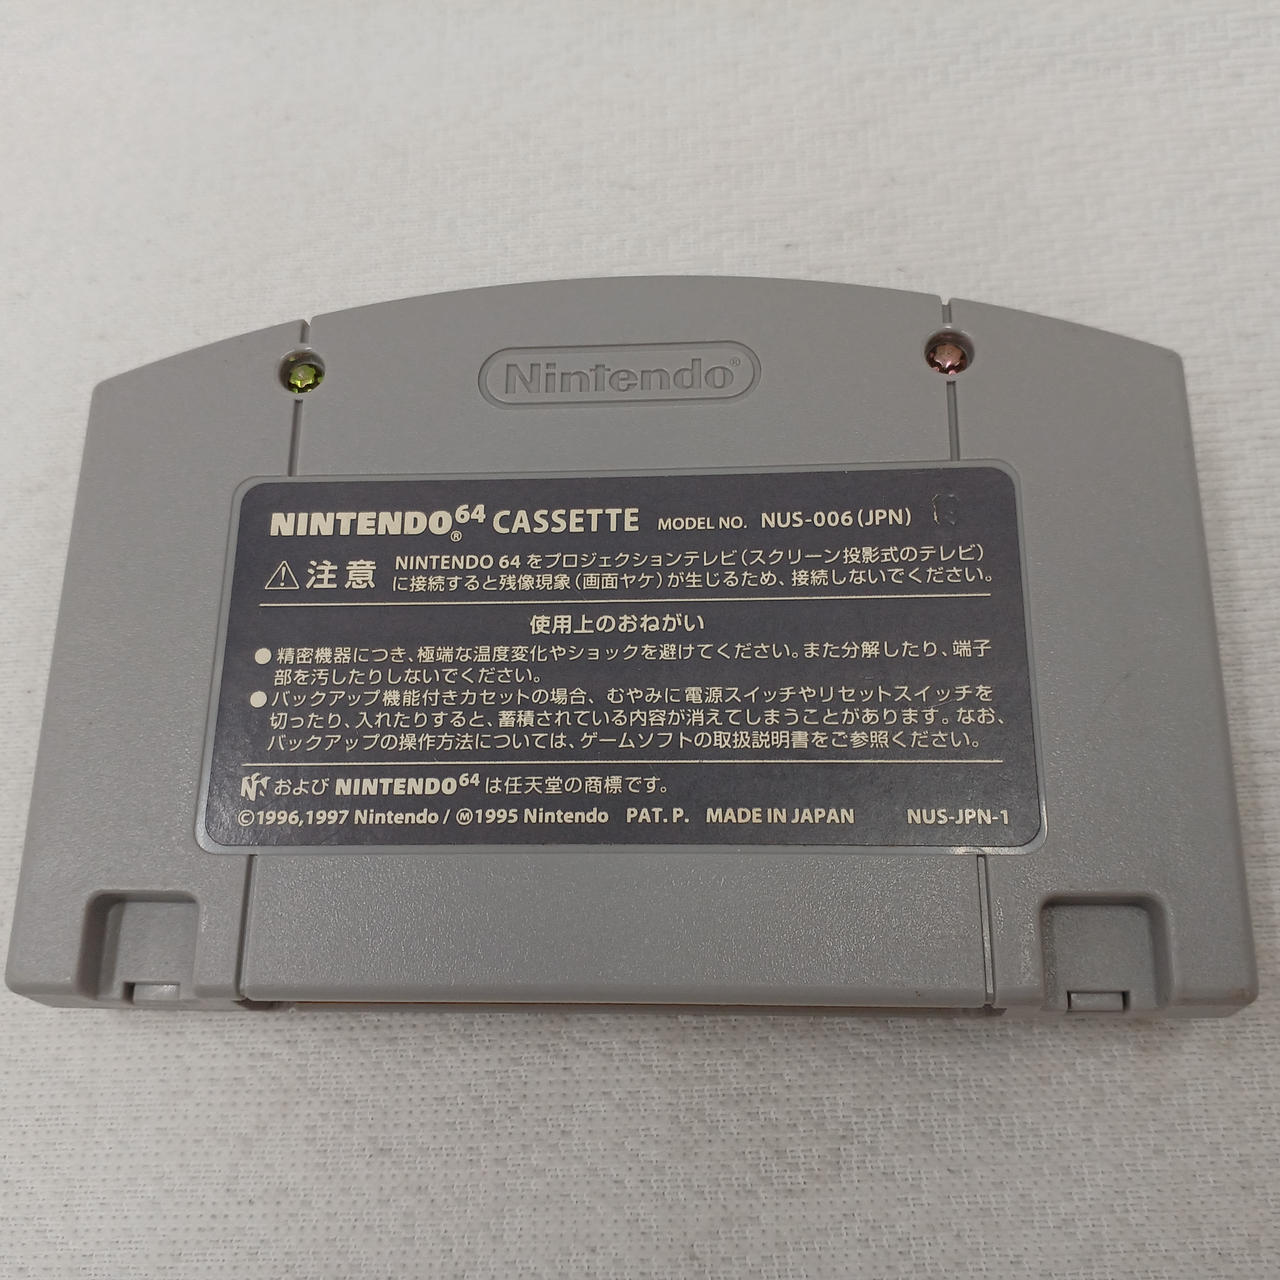 Nintendo®
NINTENDO64® CASSETTE MODEL NO. NUS-006(JPN)
⚠注意 NINTENDO 64 をプロジェクションテレビ(スクリーン投影式のテレビ)
に接続すると残像現象(画面ヤケ)が生じるため、接続しないでください。
使用上のおねがい
●精密機器につき、極端な温度変化やショックを避けてください。また分解したり、端子
部を汚したりしないでください。
●バックアップ機能付きカセットの場合、むやみに電源スイッチやリセットスイッチを
切ったり、入れたりすると、蓄積されている内容が消えてしまうことがあります。なお、
バックアップの操作方法については、ゲームソフトの取扱説明書をご参照ください。
および NINTENDO64 は任天堂の商標です。
©1996,1997 Nintendo/Ⓜ1995 Nintendo PAT.P. MADE IN JAPAN NUS-JPN-1